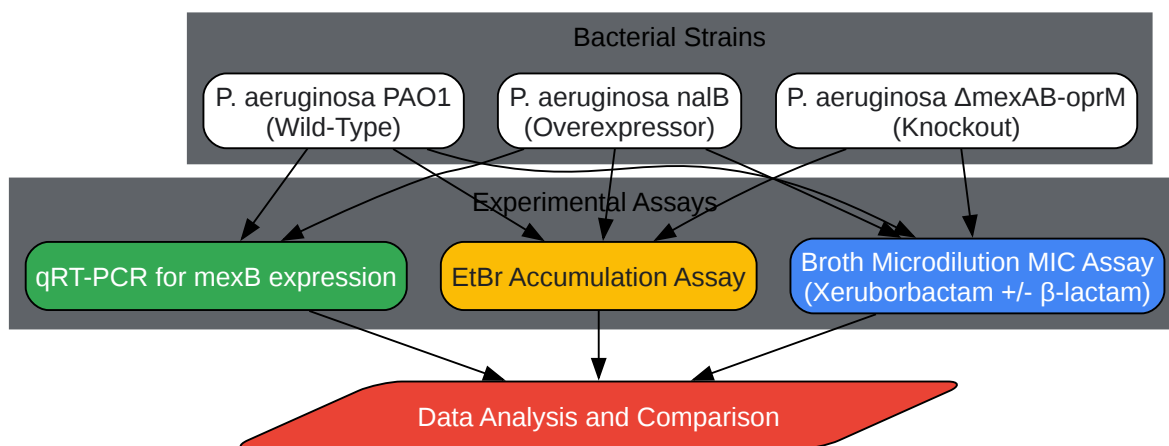 Bacterial Strains
P. aeruginosa PAO1
(Wild-Type)
P. aeruginosa nalB
(Overexpressor)
P. aeruginosa ΔmexAB-oprM
(Knockout)
Experimental Assays
qRT-PCR for mexB expression
EtBr Accumulation Assay
Broth Microdilution MIC Assay
(Xeruborbactam +/- β-lactam)
Data Analysis and Comparison